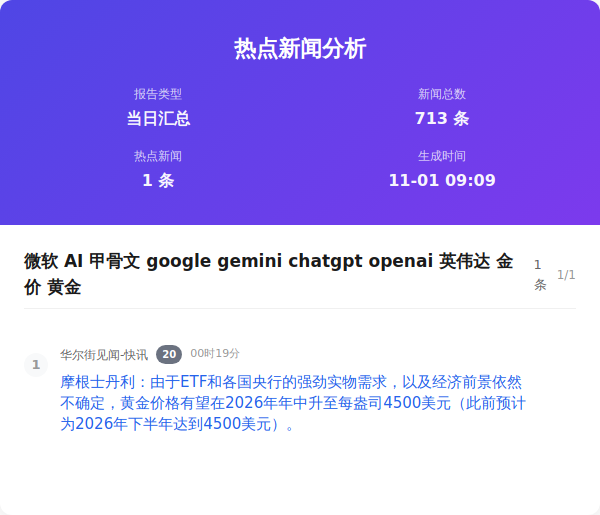 热点新闻分析
报告类型
当日汇总
新闻总数
713 条
热点新闻
1 条
生成时间
11-01 09:09
微软 AI 甲骨文 google gemini chatgpt openai 英伟达 金
价 黄金
1
条
1/1
1
华尔街见闻-快讯 20 00时19分
摩根士丹利：由于ETF和各国央行的强劲实物需求，以及经济前景依然
不确定，黄金价格有望在2026年年中升至每盎司4500美元（此前预计
为2026年下半年达到4500美元）。